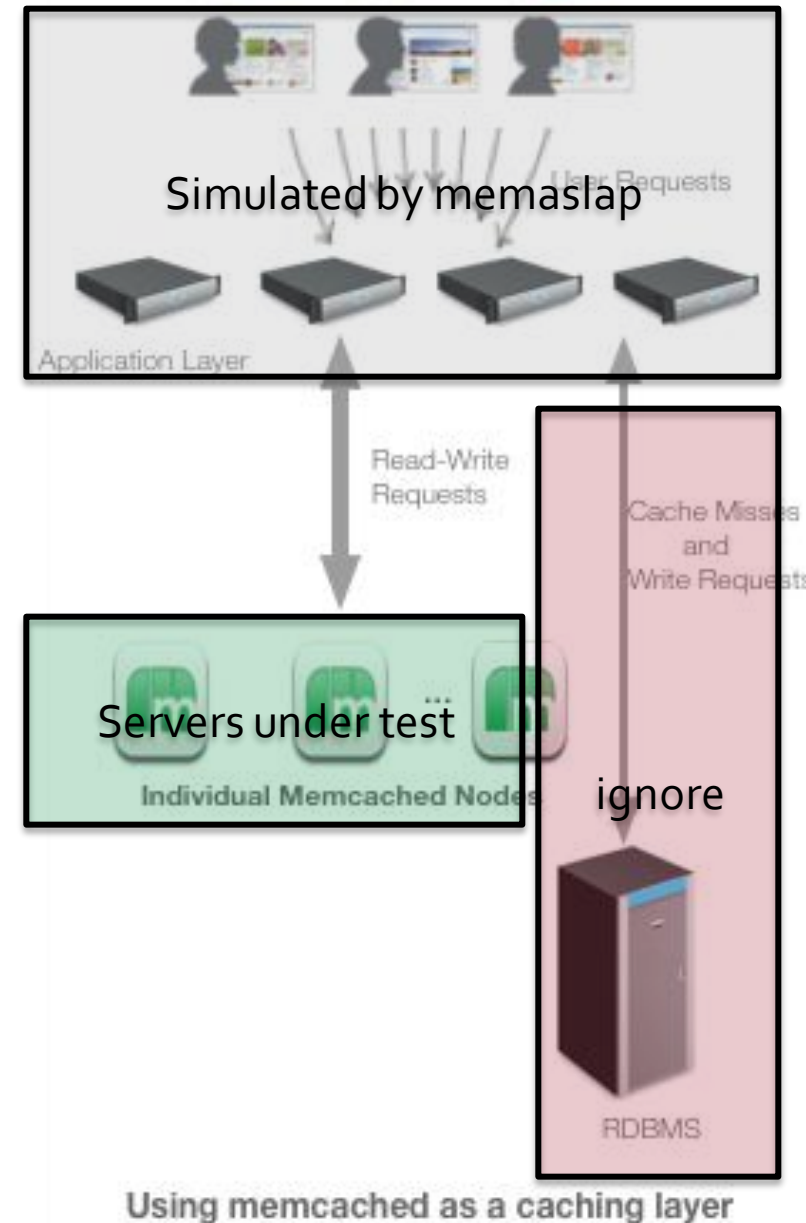 User Requests
Simulated by memaslap
Application Layer
Read-Write
Requests
Cache Misses
and
Write Requests
m
m
...
m
Servers under test
Individual Memcached Nodes
ignore
RDBMS
Using memcached as a caching layer